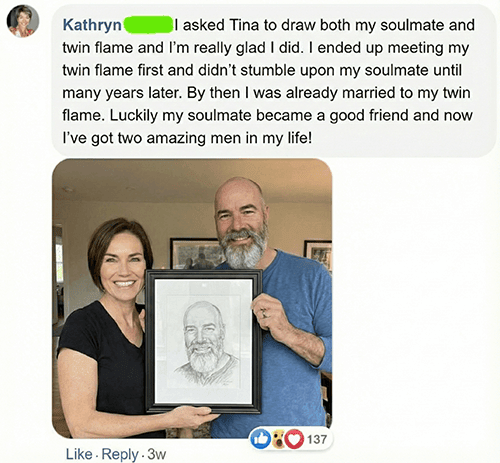 Kathryn I asked Tina to draw both my soulmate and
twin flame and I'm really glad I did. I ended up meeting my
twin flame first and didn't stumble upon my soulmate until
many years later. By then I was already married to my twin
flame. Luckily my soulmate became a good friend and now
I've got two amazing men in my life!
137
Like · Reply · 3w